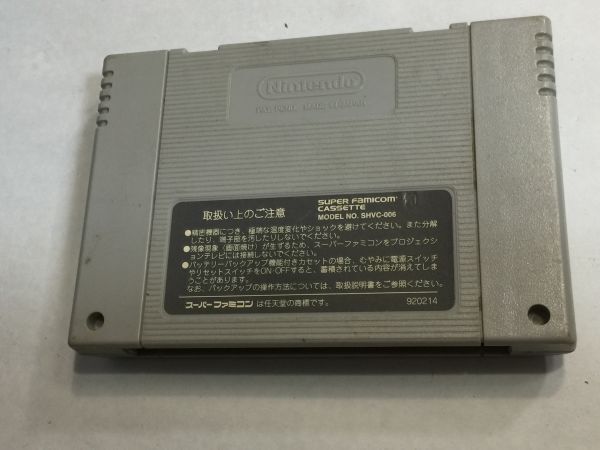 Nintendo
PAT. PEND. MADE IN JAPAN
取扱い上のご注意
SUPER FAMICOM
CASSETTE
MODEL NO. SHVC-006
●精密機器につき、極端な温度変化やショックを避けてください。また分解
したり、端子部を汚したりしないでください。
●残像現象（画面焼け）が生ずるため、スーパーファミコンをプロジェクシ
ョンテレビには接続しないでください。
●バッテリーバックアップ機能付きカセットの場合、むやみに電源スイッチ
やリセットスイッチをON・OFFすると、蓄積されている内容が消えてしま
うことがあります。
なお、バックアップの操作方法については、取扱説明書をご参照ください。
スーパーファミコン は任天堂の商標です。
920214